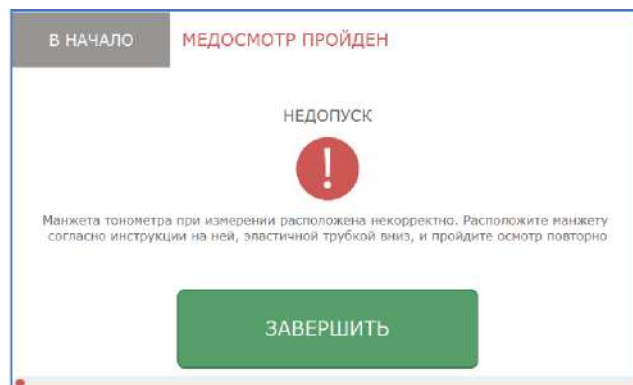 В НАЧАЛО
МЕДОСМОТР ПРОЙДЕН
НЕДОПУСК
!
Манжета тонометра при измерении расположена некорректно. Расположите манжету
согласно инструкции на ней, эластичной трубкой вниз, и пройдите осмотр повторно
ЗАВЕРШИТЬ